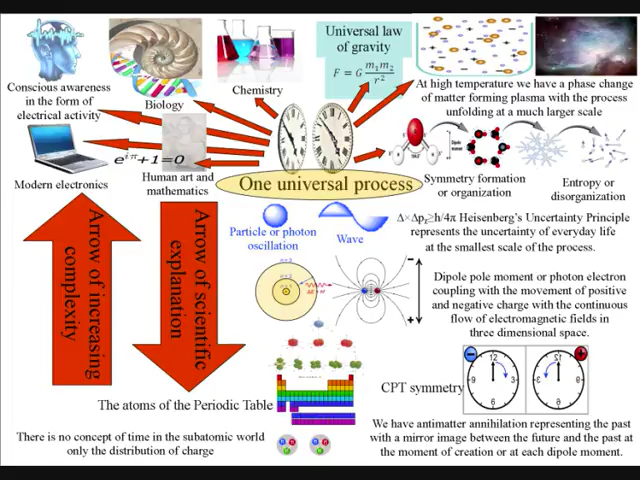 Universal law
of gravity
F = G m₁m₂ / r²
Conscious awareness
in the form of
electrical activity
Biology
Chemistry
At high temperature we have a phase change
of matter forming plasma with the process
unfolding at a much larger scale
e^iπ+1=0
Modern electronics
Human art and
mathematics
One universal process
Symmetry formation
or organization
Entropy or
disorganization
Particle or photon
oscillation
Wave
Δ×Δpₓ≥h/4π Heisenberg's Uncertainty Principle
represents the uncertainty of everyday life
at the smallest scale of the process.
Arrow of increasing
complexity
Arrow of scientific
explanation
Dipole pole moment or photon electron
coupling with the movement of positive
and negative charge with the continuous
flow of electromagnetic fields in
three dimensional space.
CPT symmetry
12
3
6
9
12
3
6
9
The atoms of the Periodic Table
There is no concept of time in the subatomic world
only the distribution of charge
We have antimatter annihilation representing the past
with a mirror image between the future and the past at
the moment of creation or at each dipole moment.